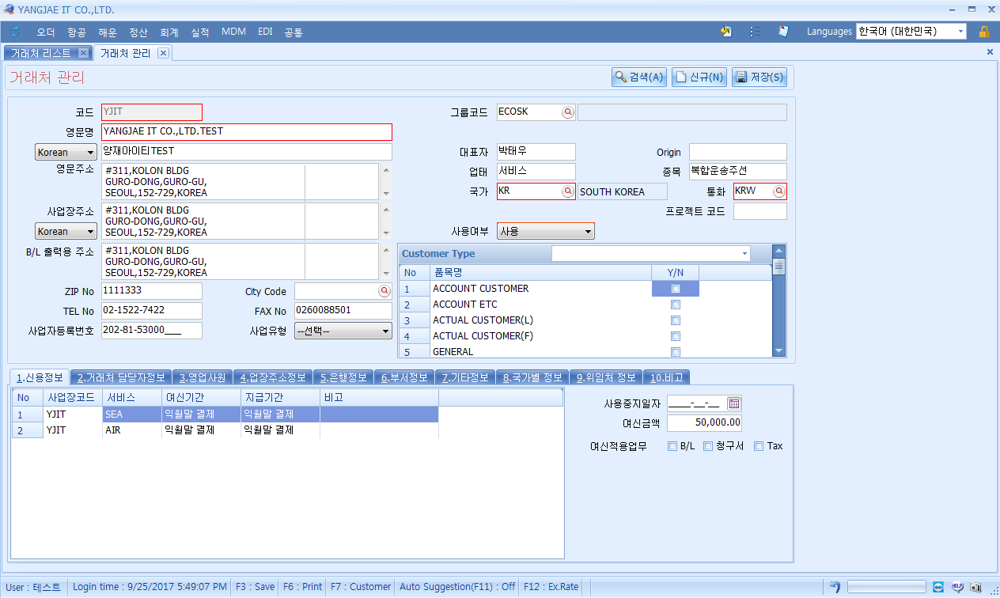 YANGJAE IT CO.,LTD.
오더 항공 해운 정산 회계 실적 MDM EDI 공통 Languages 한국어 (대한민국)
거래처 리스트 거래처 관리
거래처 관리 검색(A) 신규(N) 저장(S)
코드 YJIT 그룹코드 ECOSK
영문명 YANGJAE IT CO.,LTD.TEST
Korean 양재아이티TEST 대표자 박태우 Origin
영문주소 #311,KOLON BLDG
GURO-DONG,GURO-GU,
SEOUL,152-729,KOREA
업태 서비스 종목 복합운송주선
국가 KR SOUTH KOREA 통화 KRW
사업장주소 #311,KOLON BLDG
GURO-DONG,GURO-GU,
SEOUL,152-729,KOREA
프로젝트 코드
Korean 사용여부 사용
B/L 출력용 주소 #311,KOLON BLDG
GURO-DONG,GURO-GU,
SEOUL,152-729,KOREA
ZIP No 1111333 City Code
TEL No 02-1522-7422 FAX No 0260088501
사업자등록번호 202-81-53000___ 사업유형 --선택--
Customer Type
No 품목명 Y/N
1 ACCOUNT CUSTOMER
2 ACCOUNT ETC
3 ACTUAL CUSTOMER(L)
4 ACTUAL CUSTOMER(F)
5 GENERAL
1.신용정보 2.거래처 담당자정보 3.영업사원 4.업장주소정보 5.은행정보 6.부서정보 7.기타정보 8.국가별 정보 9.위임처 정보 10.비고
No 사업장코드 서비스 여신기간 지급기간 비고
1 YJIT SEA 익월말 결제 익월말 결제
2 YJIT AIR 익월말 결제 익월말 결제
사용중지일자 ____-__-__
여신금액 50,000.00
여신적용업무 B/L 청구서 Tax
User : 테스트 Login time : 9/25/2017 5:49:07 PM F3 : Save F6 : Print F7 : Customer Auto Suggestion(F11) : Off F12 : Ex.Rate HELP